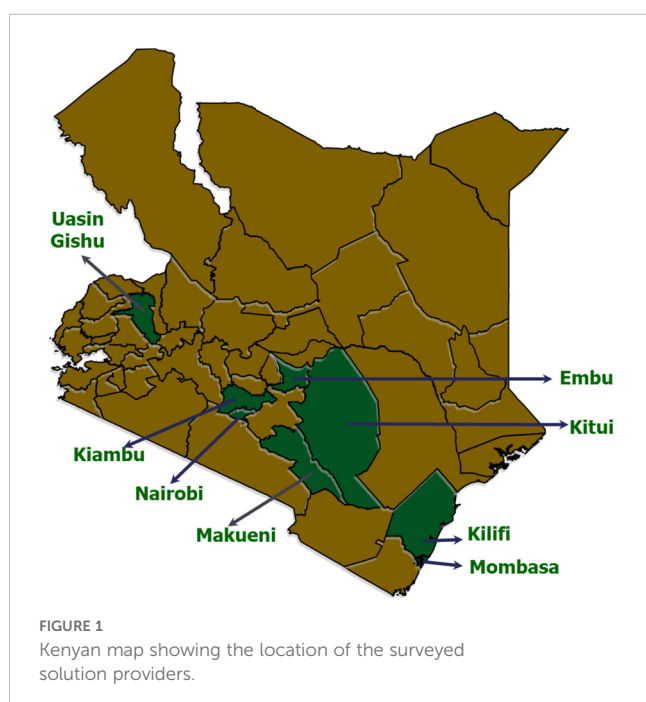 Uasin
Gishu
Embu
Kitui
Kiambu
Nairobi
Makueni
Kilifi
Mombasa
FIGURE 1
Kenyan map showing the location of the surveyed
solution providers.